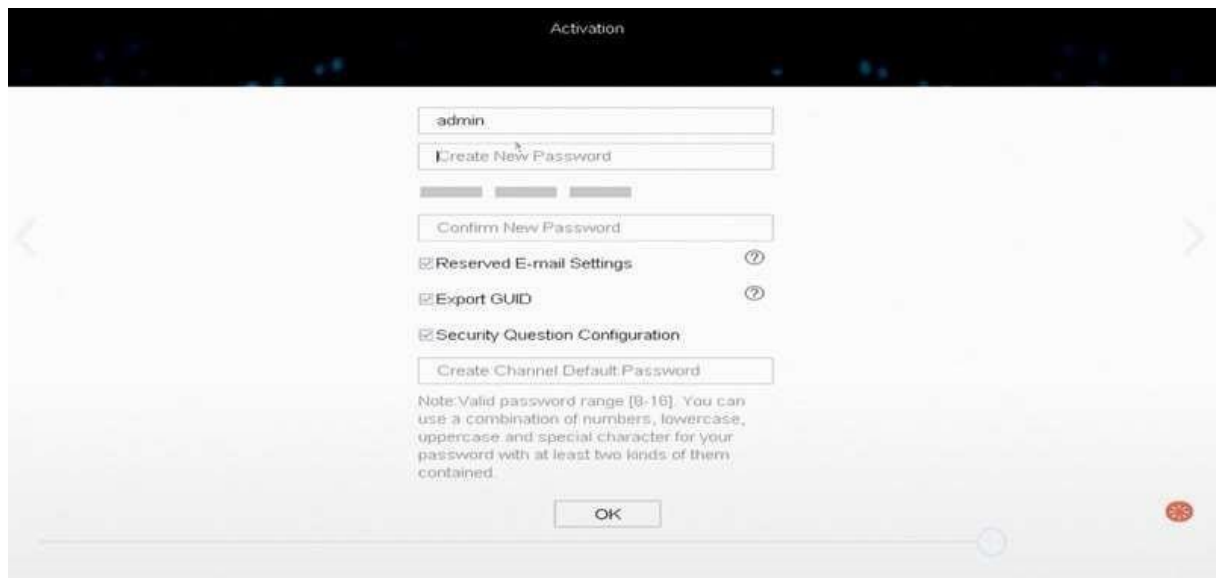 Activation
admin
Create New Password
Confirm New Password
Reserved E-mail Settings
Export GUID
Security Question Configuration
Create Channel Default Password
Note:Valid password range [8-16]. You can
use a combination of numbers, lowercase,
uppercase and special character for your
password with at least two kinds of them
contained.
OK